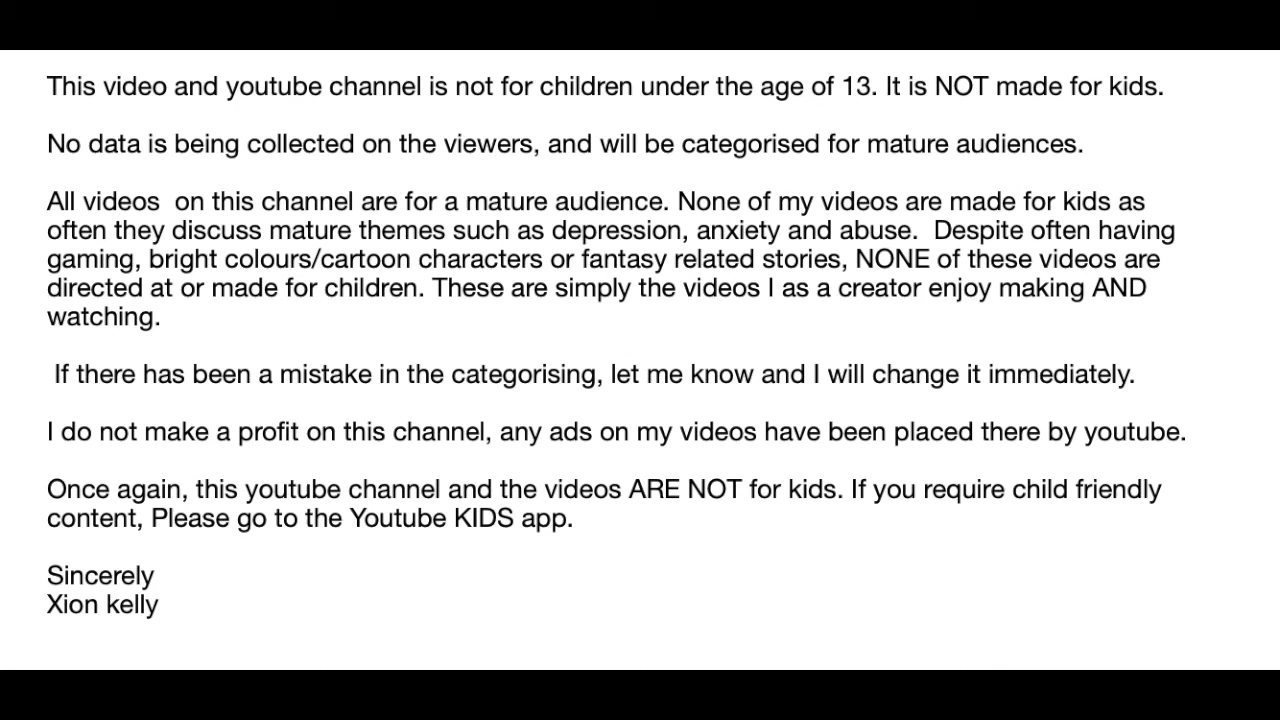 This video and youtube channel is not for children under the age of 13. It is NOT made for kids.
No data is being collected on the viewers, and will be categorised for mature audiences.
All videos  on this channel are for a mature audience. None of my videos are made for kids as
often they discuss mature themes such as depression, anxiety and abuse.  Despite often having
gaming, bright colours/cartoon characters or fantasy related stories, NONE of these videos are
directed at or made for children. These are simply the videos I as a creator enjoy making AND
watching.
If there has been a mistake in the categorising, let me know and I will change it immediately.
I do not make a profit on this channel, any ads on my videos have been placed there by youtube.
Once again, this youtube channel and the videos ARE NOT for kids. If you require child friendly
content, Please go to the Youtube KIDS app.
Sincerely
Xion kelly